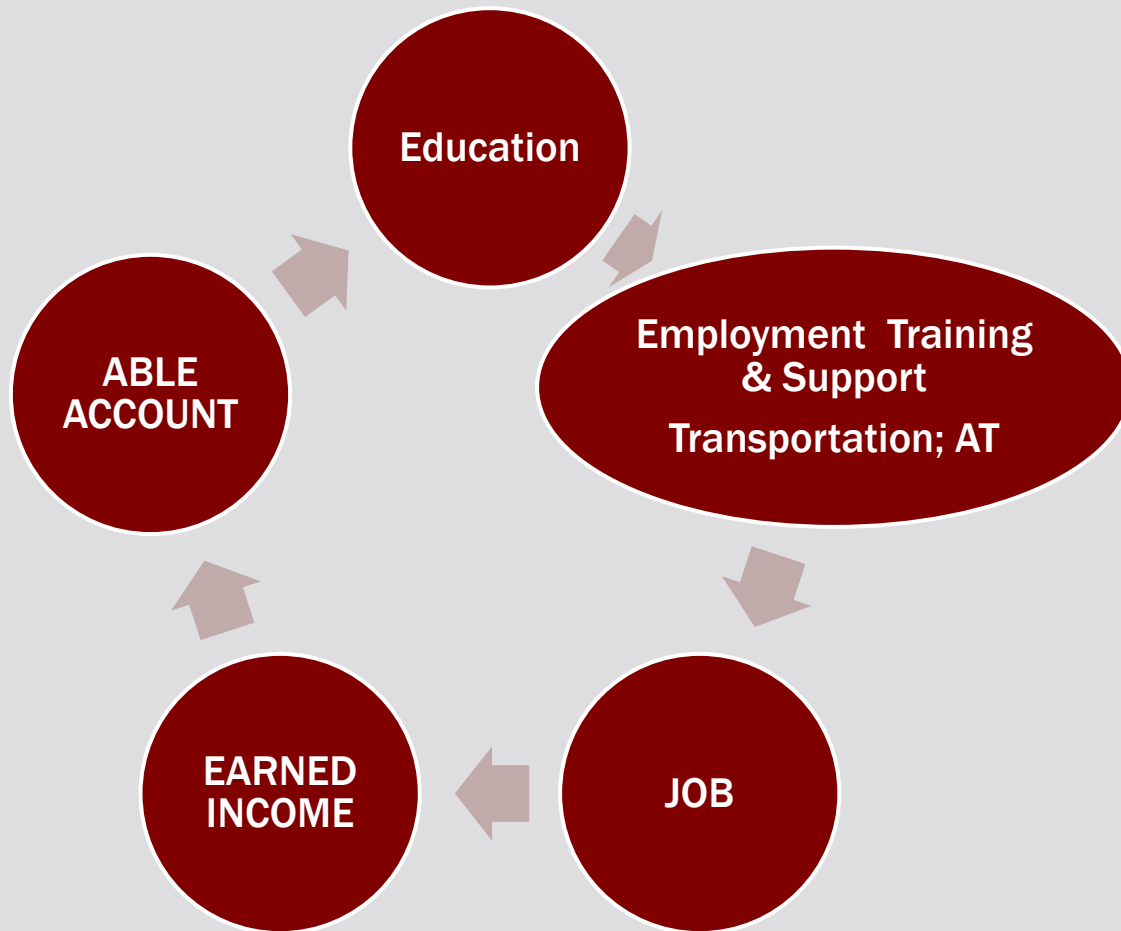 Education
Employment  Training
& Support
Transportation; AT
JOB
EARNED
INCOME
ABLE
ACCOUNT